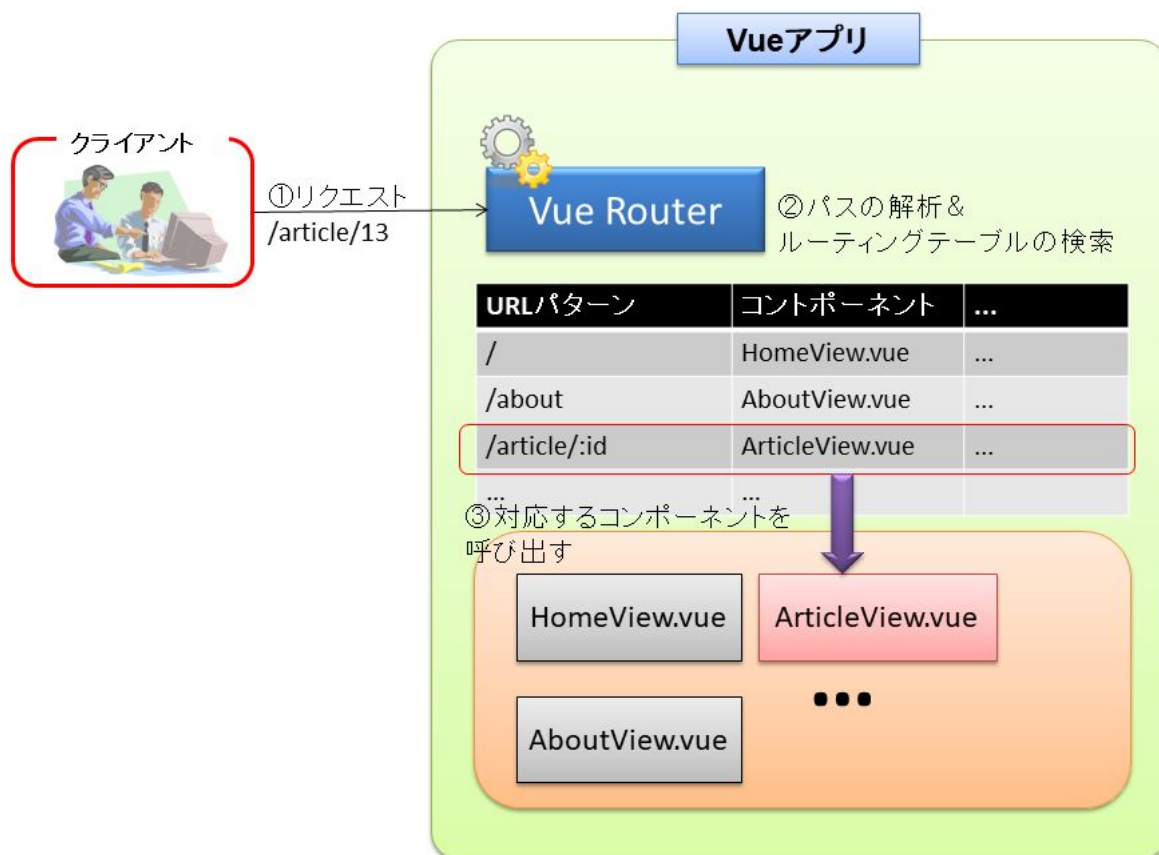 Vueアプリ
クライアント
①リクエスト
/article/13
Vue Router
②パスの解析＆
ルーティングテーブルの検索
URLパターン コントポーネント ...
/ HomeView.vue ...
/about AboutView.vue ...
/article/:id ArticleView.vue ...
... ...
③対応するコンポーネントを
呼び出す
HomeView.vue ArticleView.vue
AboutView.vue ...